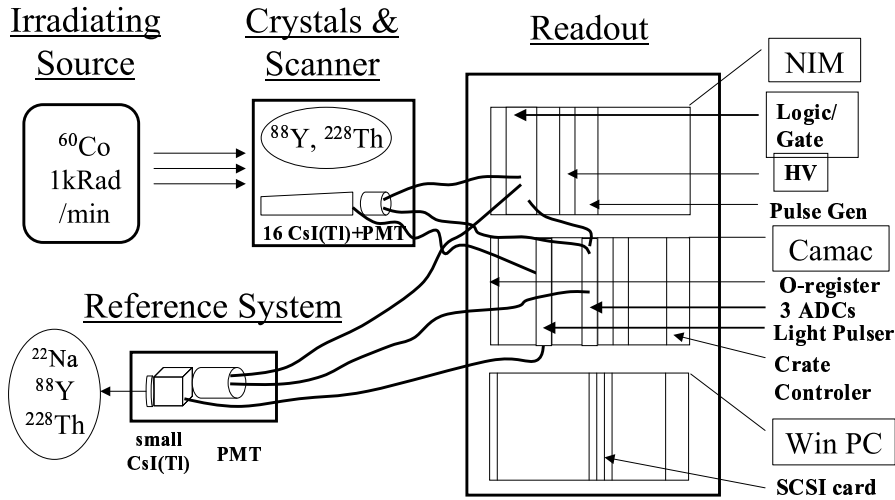 Irradiating
Source
Crystals &
Scanner
Readout
⁶⁰Co
1kRad
/min
⁸⁸Y, ²²⁸Th
16 CsI(Tl)+PMT
NIM
Logic/
Gate
HV
Pulse Gen
Camac
O-register
3 ADCs
Light Pulser
Crate
Controler
Win PC
SCSI card
Reference System
²²Na
⁸⁸Y
²²⁸Th
small
CsI(Tl)
PMT